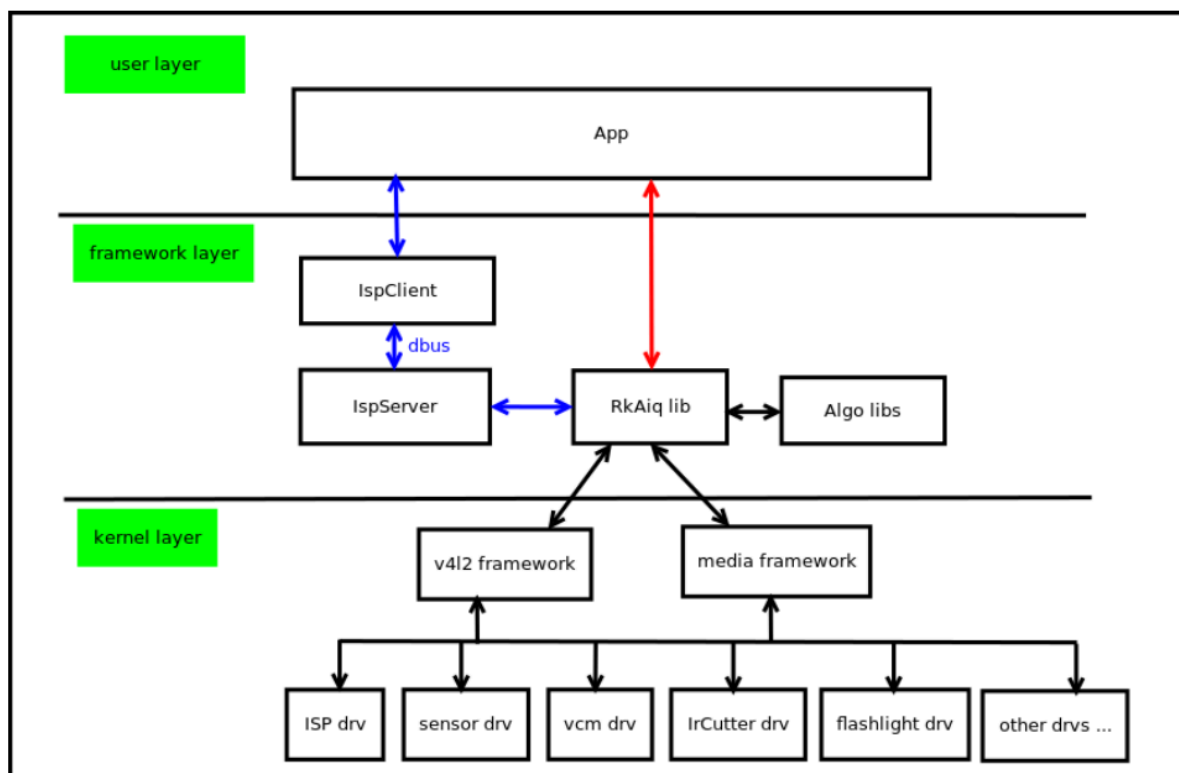 user layer
App
framework layer
IspClient
dbus
IspServer
RkAiq lib
Algo libs
kernel layer
v4l2 framework
media framework
ISP drv
sensor drv
vcm drv
IrCutter drv
flashlight drv
other drvs ...